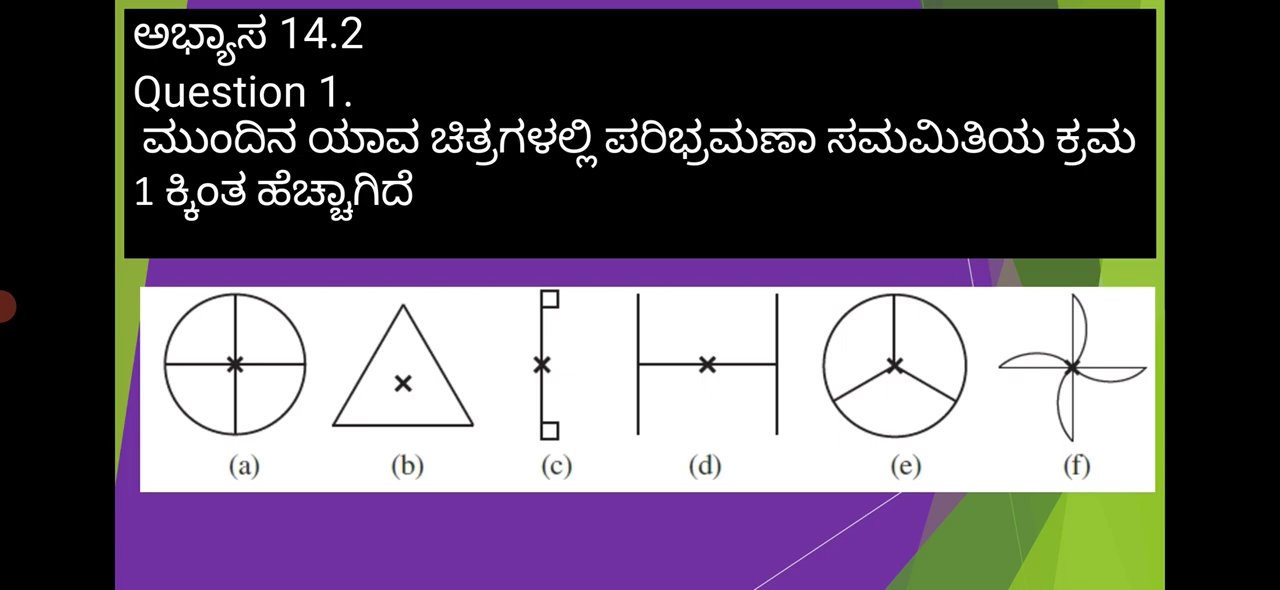 ಅಭ್ಯಾಸ 14.2
Question 1.
ಮುಂದಿನ ಯಾವ ಚಿತ್ರಗಳಲ್ಲಿ ಪರಿಭ್ರಮಣಾ ಸಮಮಿತಿಯ ಕ್ರಮ
1 ಕ್ಕಿಂತ ಹೆಚ್ಚಾಗಿದೆ
(a) (b) (c) (d) (e) (f)